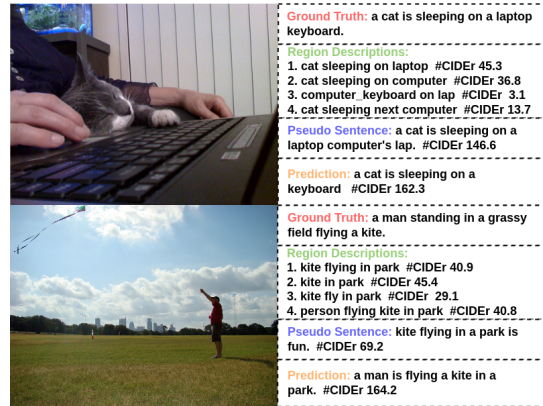 Ground Truth: a cat is sleeping on a laptop
keyboard.
Region Descriptions:
1. cat sleeping on laptop #CIDEr 45.3
2. cat sleeping on computer #CIDEr 36.8
3. computer_keyboard on lap #CIDEr 3.1
4. cat sleeping next computer #CIDEr 13.7
Pseudo Sentence: a cat is sleeping on a
laptop computer's lap. #CIDEr 146.6
Prediction: a cat is sleeping on a
keyboard #CIDEr 162.3
Ground Truth: a man standing in a grassy
field flying a kite.
Region Descriptions:
1. kite flying in park #CIDEr 40.9
2. kite in park #CIDEr 45.4
3. kite fly in park #CIDEr 29.1
4. person flying kite in park #CIDEr 40.8
Pseudo Sentence: kite flying in a park is
fun. #CIDEr 69.2
Prediction: a man is flying a kite in a
park. #CIDEr 164.2